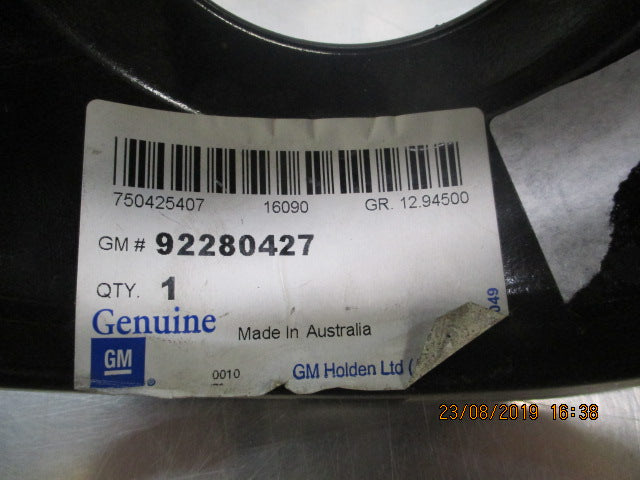 750425407 16090 GR. 12.94500
GM # 92280427
QTY. 1
Genuine Made In Australia
GM
0010 GM Holden Ltd (
049
23/08/2019 16:38